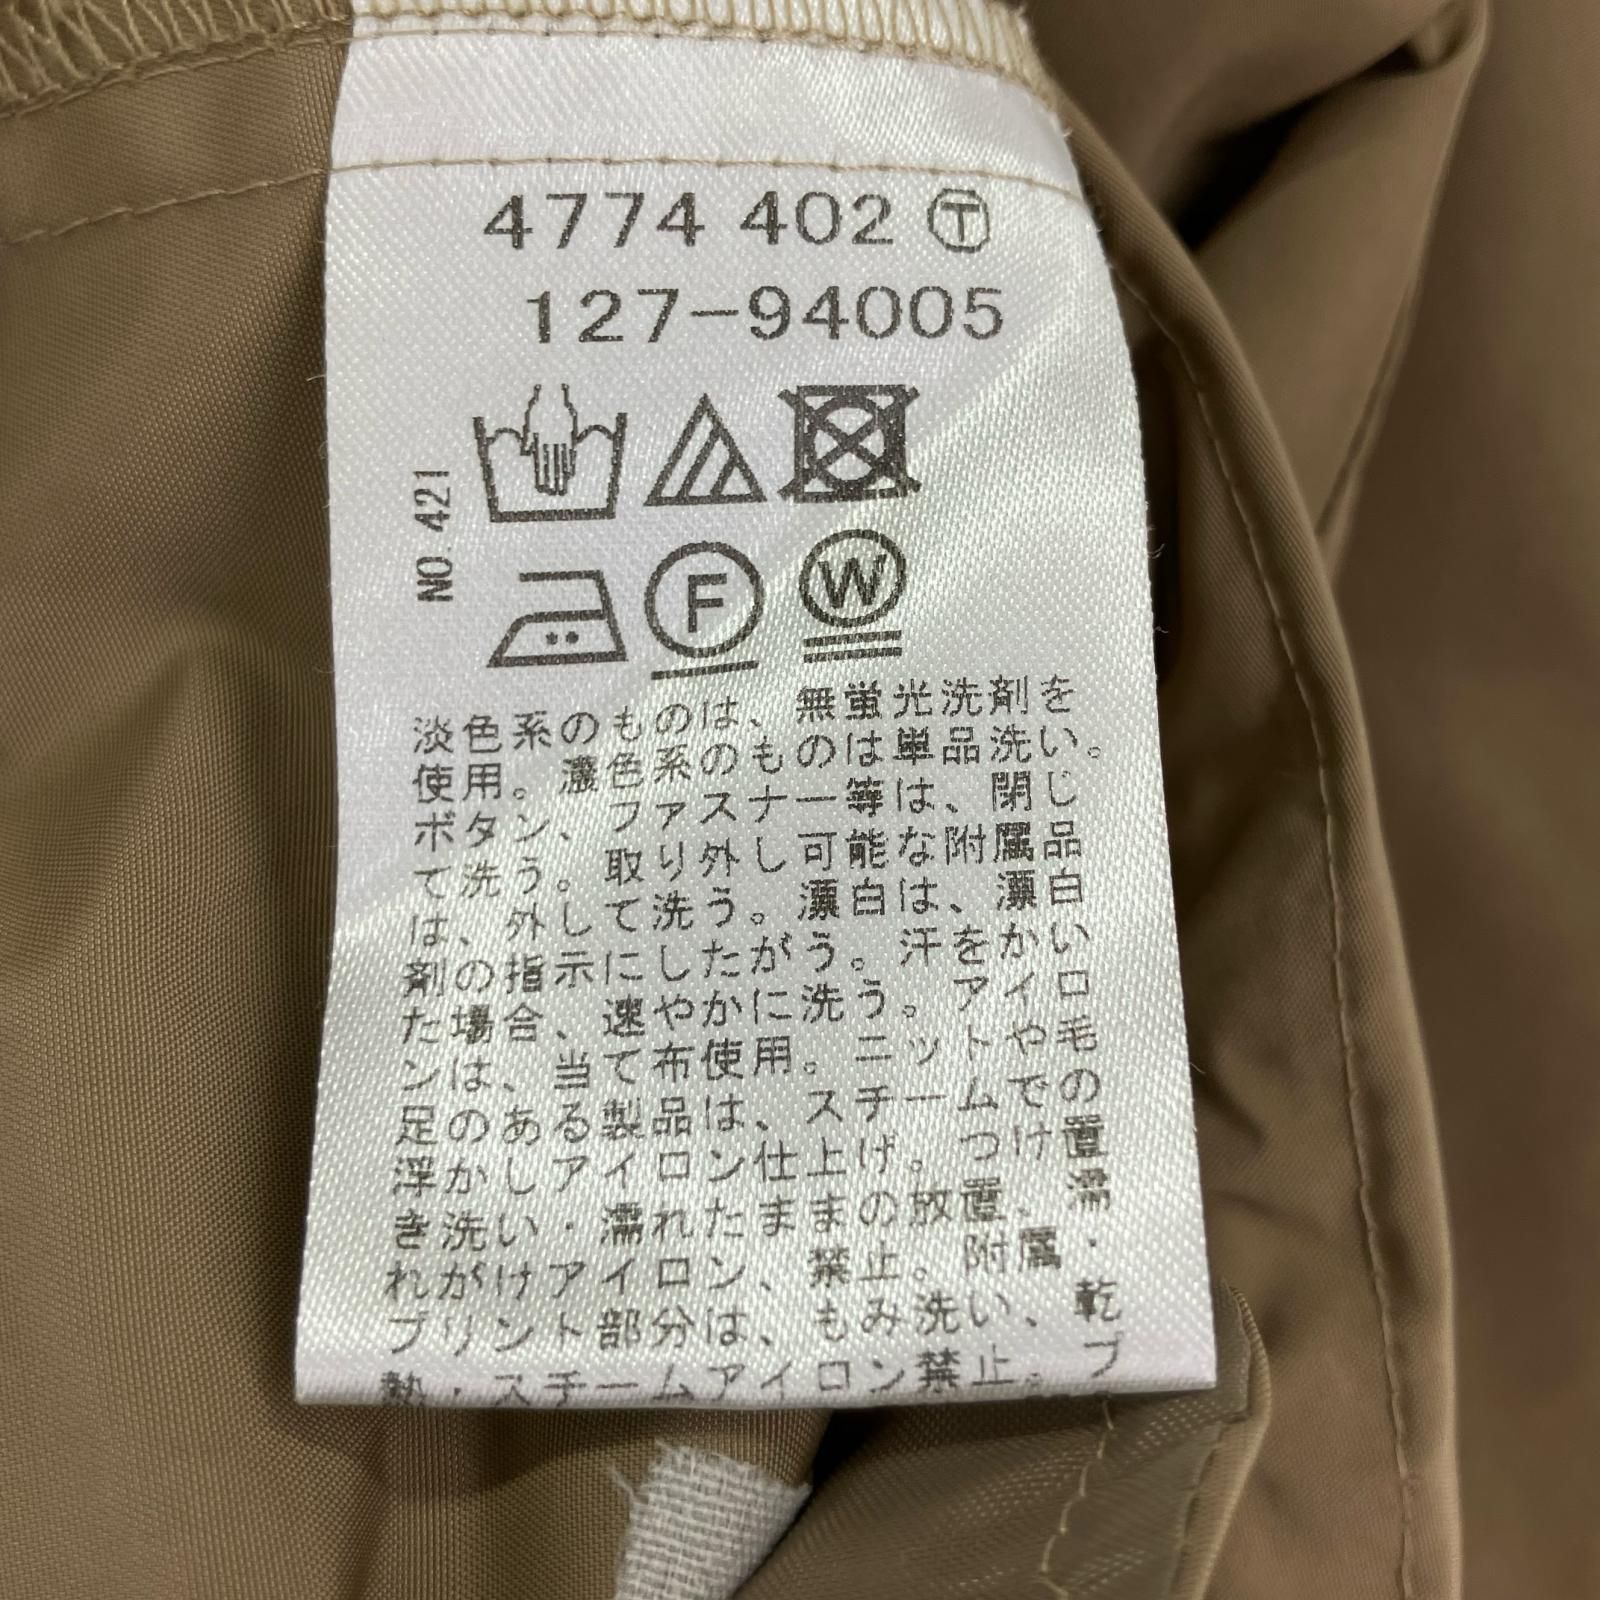 4774 402 Ⓣ
127-94005
NO.421
F
W
淡色系のものは、無蛍光洗剤を
使用。濃色系のものは単品洗い。
ボタン、ファスナー等は、閉じ
て洗う。取り外し可能な附属品
は、外して洗う。漂白は、漂白
剤の指示にしたがう。汗をかい
た場合、速やかに洗う。アイロ
ンは、当て布使用。ニットや毛
足のある製品は、スチームでの
浮かしアイロン仕上げ。つけ置
き洗い・濡れたままの放置、濡
れがけアイロン、禁止。附属・
プリント部分は、もみ洗い、乾
熱・スチームアイロン禁止。プ